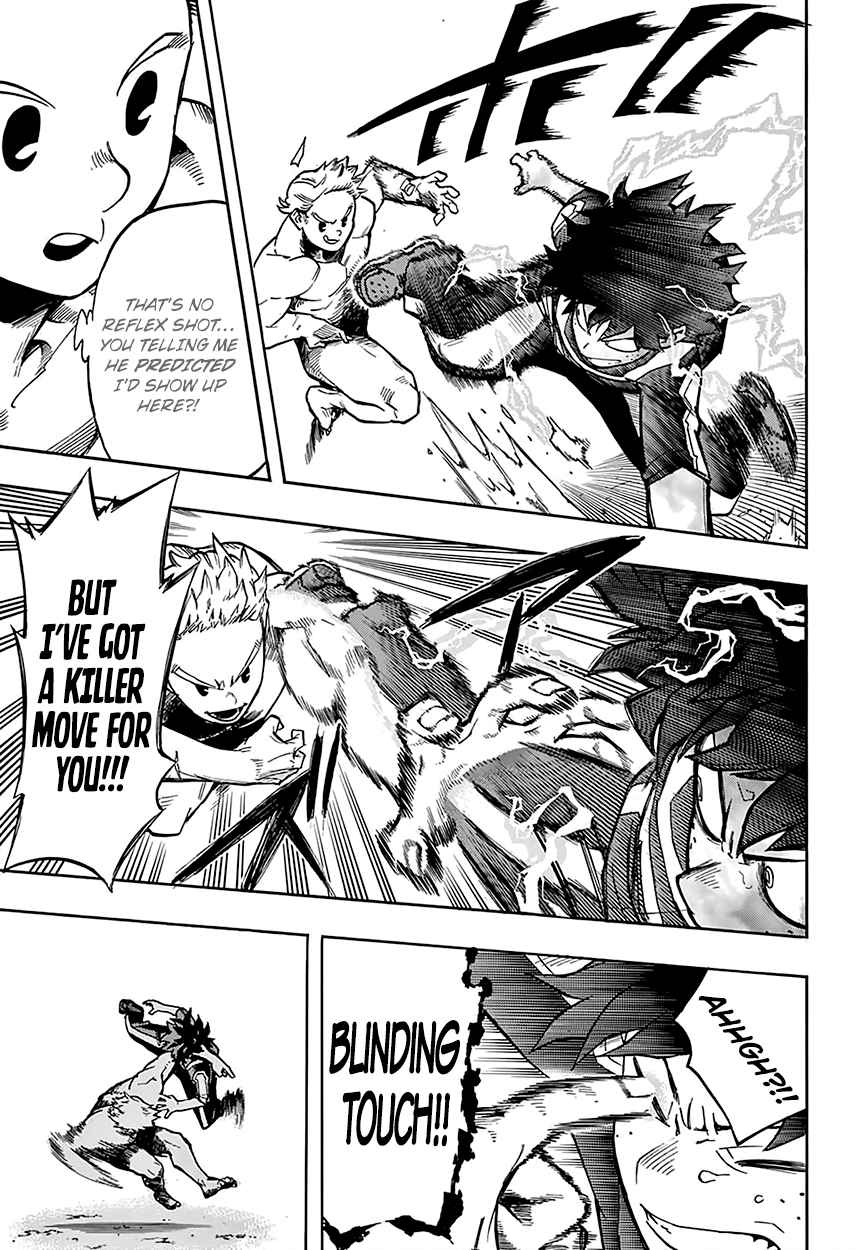 THAT'S NO
REFLEX SHOT...
YOU TELLING ME
HE PREDICTED
I'D SHOW UP
HERE?!
BUT
I'VE GOT
A KILLER
MOVE FOR
YOU!!!
AHHGH?!!
BLINDING
TOUCH!!